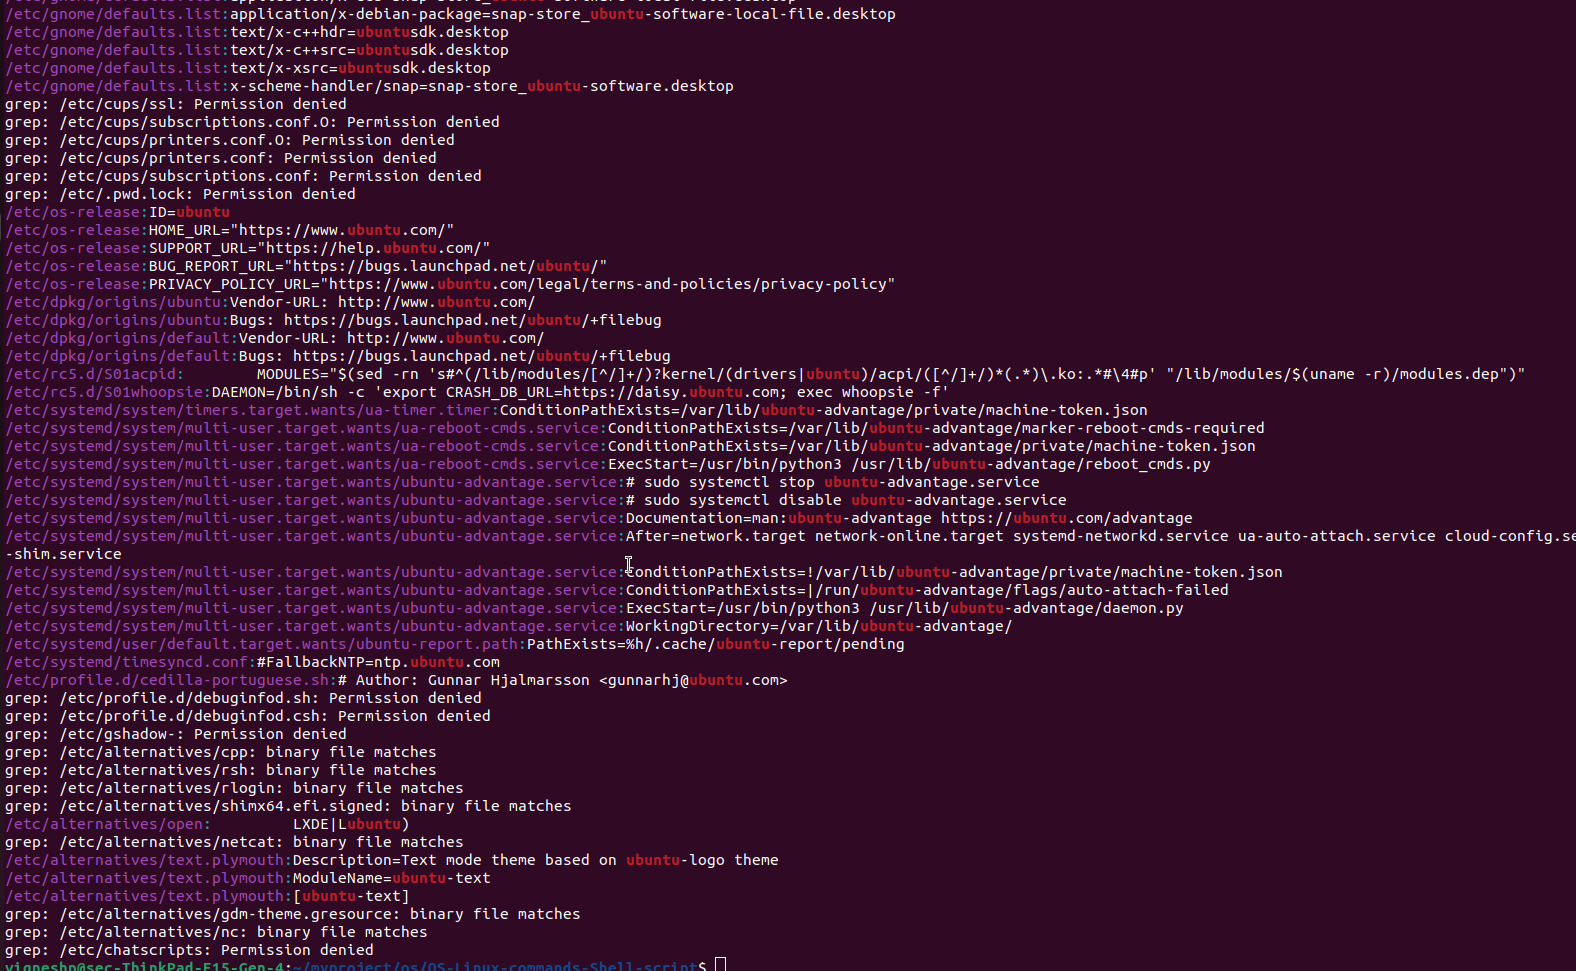 /etc/gnome/defaults.list:application/x-debian-package=snap-store_ubuntu-software-local-file.desktop
/etc/gnome/defaults.list:text/x-c++hdr=ubuntusdk.desktop
/etc/gnome/defaults.list:text/x-c++src=ubuntusdk.desktop
/etc/gnome/defaults.list:text/x-xsrc=ubuntusdk.desktop
/etc/gnome/defaults.list:x-scheme-handler/snap=snap-store_ubuntu-software.desktop
grep: /etc/cups/ssl: Permission denied
grep: /etc/cups/subscriptions.conf.O: Permission denied
grep: /etc/cups/printers.conf.O: Permission denied
grep: /etc/cups/printers.conf: Permission denied
grep: /etc/cups/subscriptions.conf: Permission denied
grep: /etc/.pwd.lock: Permission denied
/etc/os-release:ID=ubuntu
/etc/os-release:HOME_URL="https://www.ubuntu.com/"
/etc/os-release:SUPPORT_URL="https://help.ubuntu.com/"
/etc/os-release:BUG_REPORT_URL="https://bugs.launchpad.net/ubuntu/"
/etc/os-release:PRIVACY_POLICY_URL="https://www.ubuntu.com/legal/terms-and-policies/privacy-policy"
/etc/dpkg/origins/ubuntu:Vendor-URL: http://www.ubuntu.com/
/etc/dpkg/origins/ubuntu:Bugs: https://bugs.launchpad.net/ubuntu/+filebug
/etc/dpkg/origins/default:Vendor-URL: http://www.ubuntu.com/
/etc/dpkg/origins/default:Bugs: https://bugs.launchpad.net/ubuntu/+filebug
/etc/rc5.d/S01acpid:        MODULES="$(sed -rn 's#^(/lib/modules/[^/]+/)?kernel/(drivers|ubuntu)/acpi/([^/]+/)*(.*)\.ko:.*#\4#p' "/lib/modules/$(uname -r)/modules.dep")"
/etc/rc5.d/S01whoopsie:DAEMON=/bin/sh -c 'export CRASH_DB_URL=https://daisy.ubuntu.com; exec whoopsie -f'
/etc/systemd/system/timers.target.wants/ua-timer.timer:ConditionPathExists=/var/lib/ubuntu-advantage/private/machine-token.json
/etc/systemd/system/multi-user.target.wants/ua-reboot-cmds.service:ConditionPathExists=/var/lib/ubuntu-advantage/marker-reboot-cmds-required
/etc/systemd/system/multi-user.target.wants/ua-reboot-cmds.service:ConditionPathExists=/var/lib/ubuntu-advantage/private/machine-token.json
/etc/systemd/system/multi-user.target.wants/ua-reboot-cmds.service:ExecStart=/usr/bin/python3 /usr/lib/ubuntu-advantage/reboot_cmds.py
/etc/systemd/system/multi-user.target.wants/ubuntu-advantage.service:# sudo systemctl stop ubuntu-advantage.service
/etc/systemd/system/multi-user.target.wants/ubuntu-advantage.service:# sudo systemctl disable ubuntu-advantage.service
/etc/systemd/system/multi-user.target.wants/ubuntu-advantage.service:Documentation=man:ubuntu-advantage https://ubuntu.com/advantage
/etc/systemd/system/multi-user.target.wants/ubuntu-advantage.service:After=network.target network-online.target systemd-networkd.service ua-auto-attach.service cloud-config.se
-shim.service
/etc/systemd/system/multi-user.target.wants/ubuntu-advantage.service:ConditionPathExists=!/var/lib/ubuntu-advantage/private/machine-token.json
/etc/systemd/system/multi-user.target.wants/ubuntu-advantage.service:ConditionPathExists=|/run/ubuntu-advantage/flags/auto-attach-failed
/etc/systemd/system/multi-user.target.wants/ubuntu-advantage.service:ExecStart=/usr/bin/python3 /usr/lib/ubuntu-advantage/daemon.py
/etc/systemd/system/multi-user.target.wants/ubuntu-advantage.service:WorkingDirectory=/var/lib/ubuntu-advantage/
/etc/systemd/user/default.target.wants/ubuntu-report.path:PathExists=%h/.cache/ubuntu-report/pending
/etc/systemd/timesyncd.conf:#FallbackNTP=ntp.ubuntu.com
/etc/profile.d/cedilla-portuguese.sh:# Author: Gunnar Hjalmarsson <gunnarhj@ubuntu.com>
grep: /etc/profile.d/debuginfod.sh: Permission denied
grep: /etc/profile.d/debuginfod.csh: Permission denied
grep: /etc/gshadow-: Permission denied
grep: /etc/alternatives/cpp: binary file matches
grep: /etc/alternatives/rsh: binary file matches
grep: /etc/alternatives/rlogin: binary file matches
grep: /etc/alternatives/shimx64.efi.signed: binary file matches
/etc/alternatives/open:         LXDE|Lubuntu)
grep: /etc/alternatives/netcat: binary file matches
/etc/alternatives/text.plymouth:Description=Text mode theme based on ubuntu-logo theme
/etc/alternatives/text.plymouth:ModuleName=ubuntu-text
/etc/alternatives/text.plymouth:[ubuntu-text]
grep: /etc/alternatives/gdm-theme.gresource: binary file matches
grep: /etc/alternatives/nc: binary file matches
grep: /etc/chatscripts: Permission denied
vigneshp@sec-ThinkPad-E15-Gen-4:~/myproject/os/OS-Linux-commands-Shell-script$